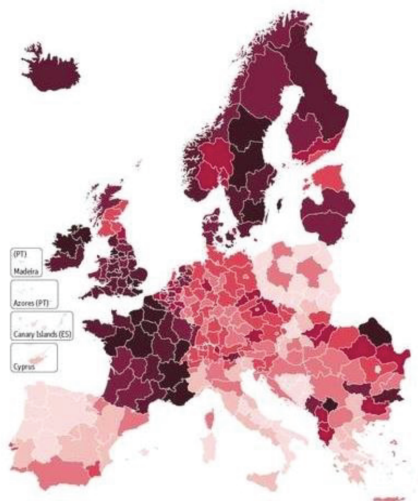 (PT)
Madeira
Azores (PT)
Canary Islands (ES)
Cyprus